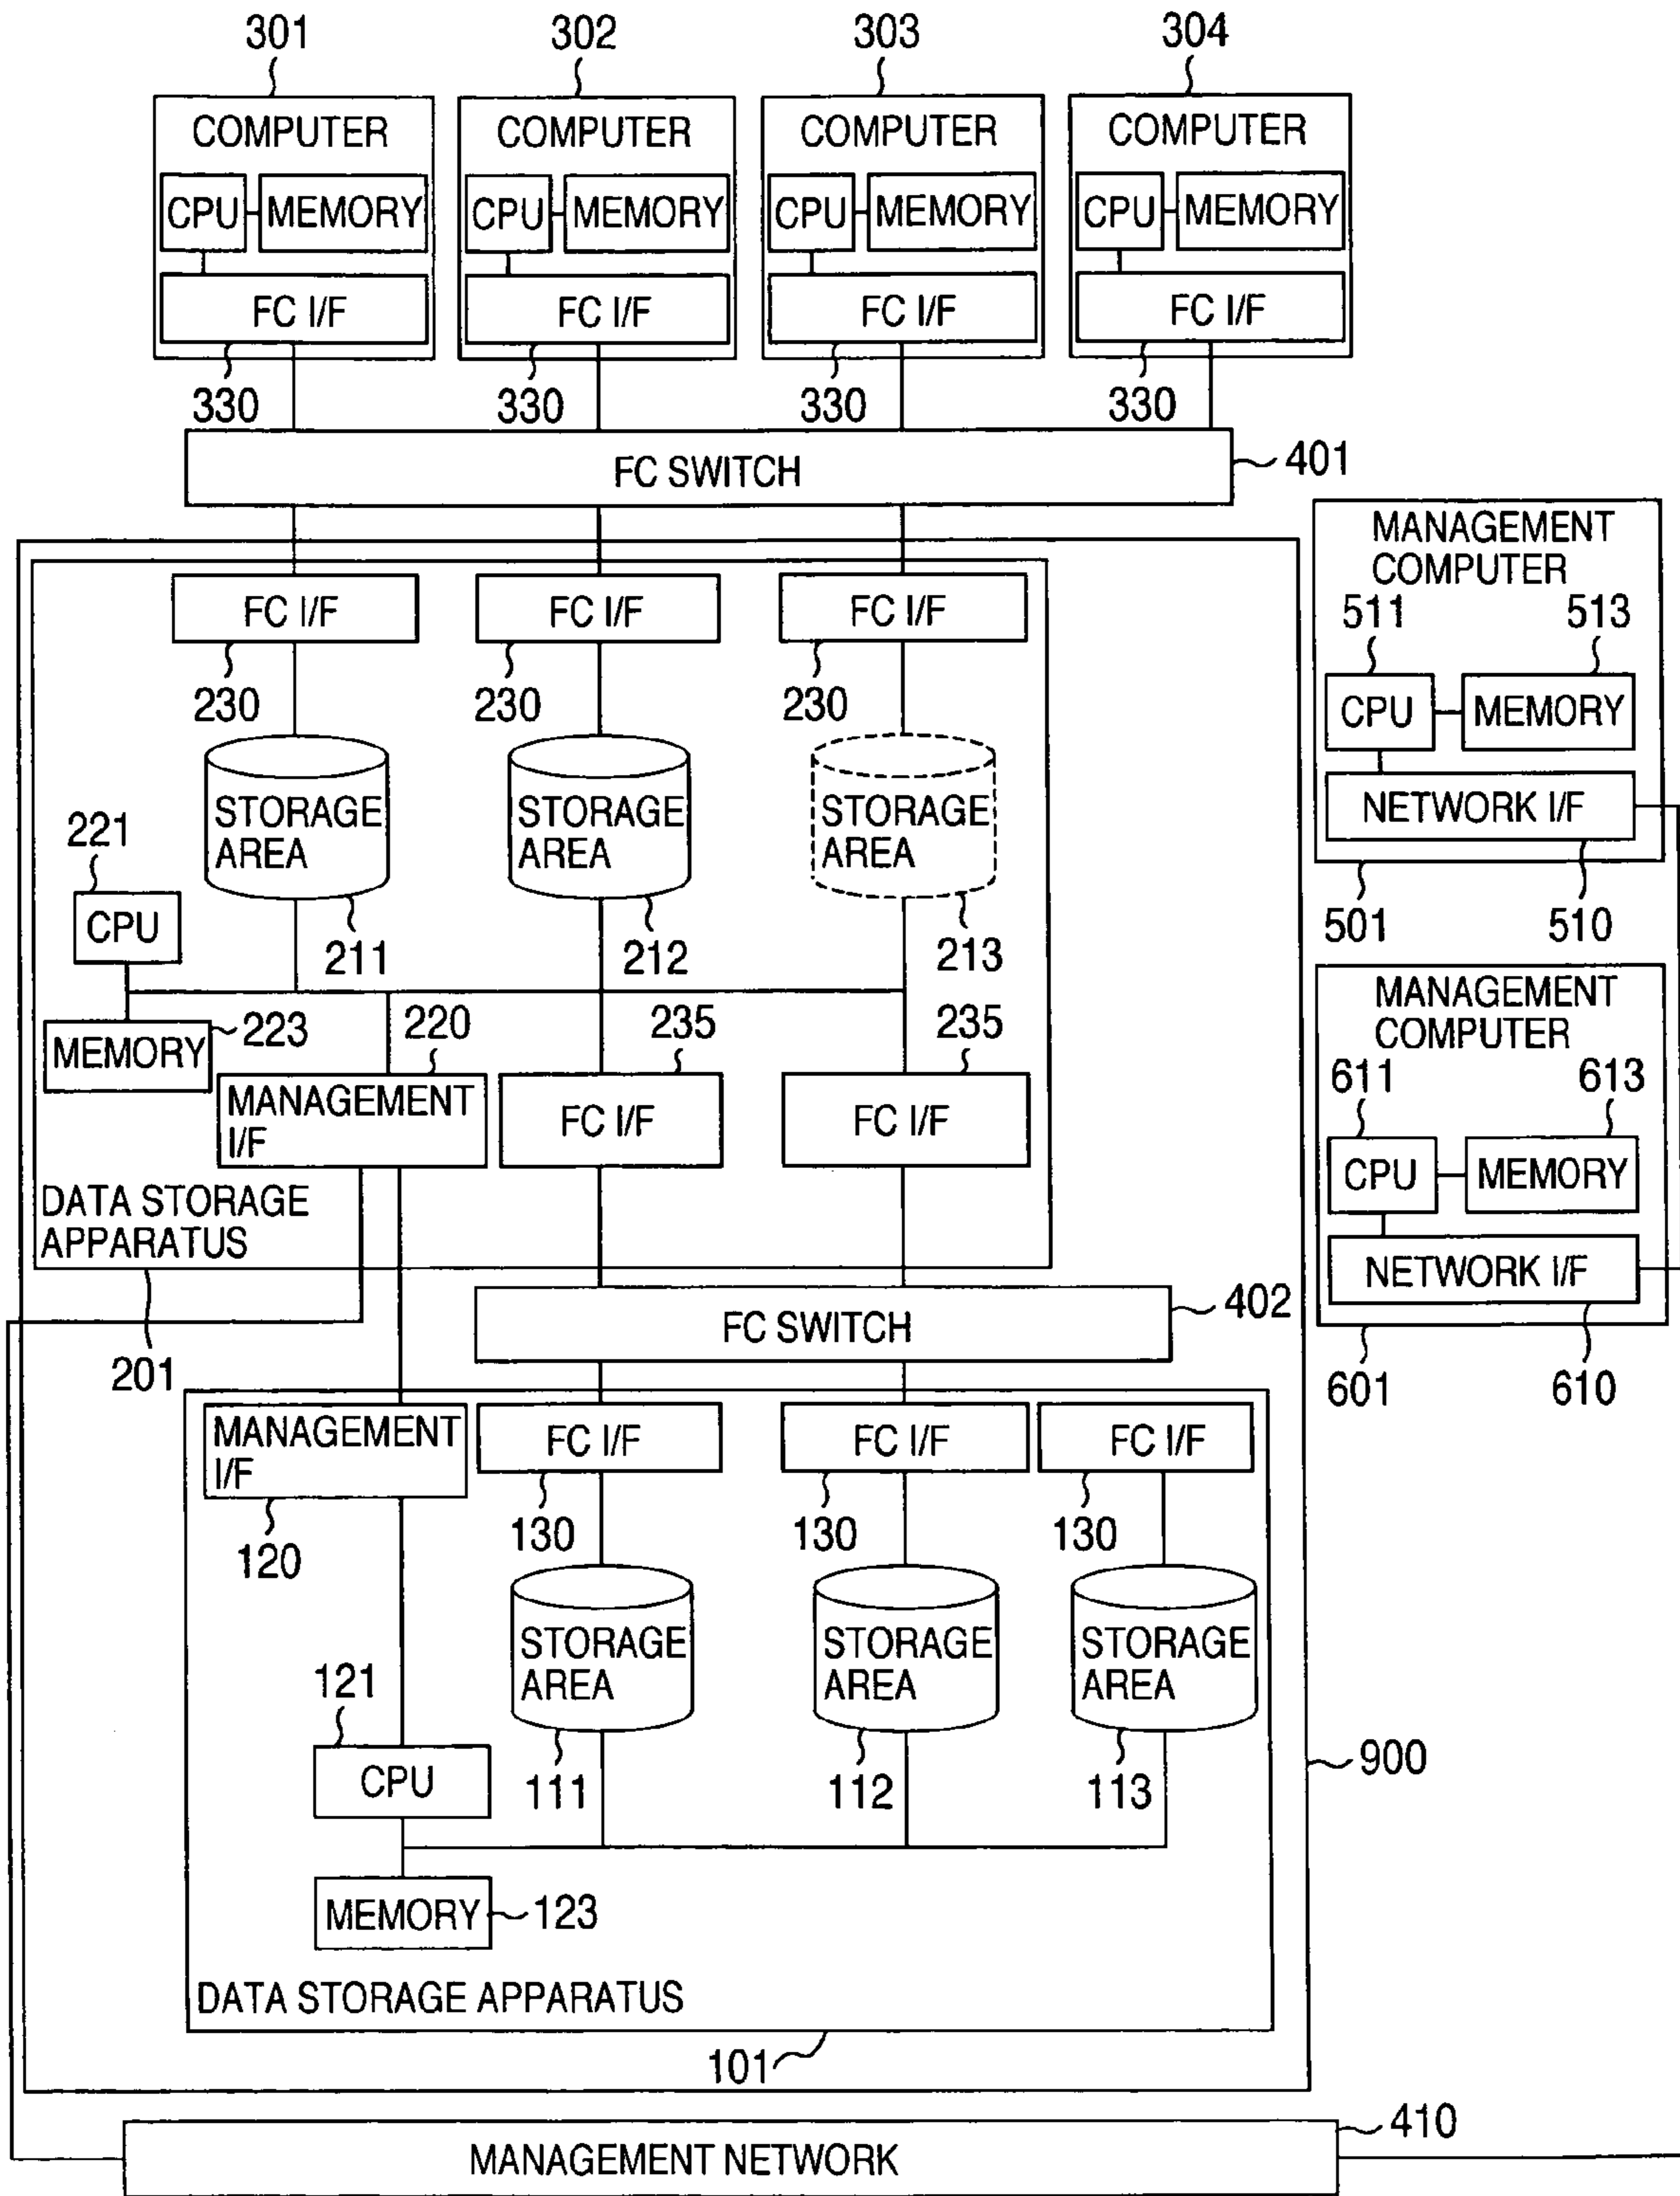 301
302
303
304
COMPUTER
COMPUTER
COMPUTER
COMPUTER
CPU
MEMORY
CPU
MEMORY
CPU
MEMORY
CPU
MEMORY
FC I/F
FC I/F
FC I/F
FC I/F
330
330
330
330
FC SWITCH
401
MANAGEMENT
COMPUTER
511
513
CPU
MEMORY
NETWORK I/F
501
510
FC I/F
FC I/F
FC I/F
230
230
230
STORAGE
AREA
STORAGE
AREA
STORAGE
AREA
221
CPU
211
212
213
MEMORY
223
220
235
235
MANAGEMENT
I/F
FC I/F
FC I/F
DATA STORAGE
APPARATUS
201
MANAGEMENT
COMPUTER
611
613
CPU
MEMORY
NETWORK I/F
601
610
FC SWITCH
402
MANAGEMENT
I/F
FC I/F
FC I/F
FC I/F
120
130
130
130
STORAGE
AREA
STORAGE
AREA
STORAGE
AREA
121
CPU
111
112
113
900
MEMORY
123
DATA STORAGE APPARATUS
101
410
MANAGEMENT NETWORK